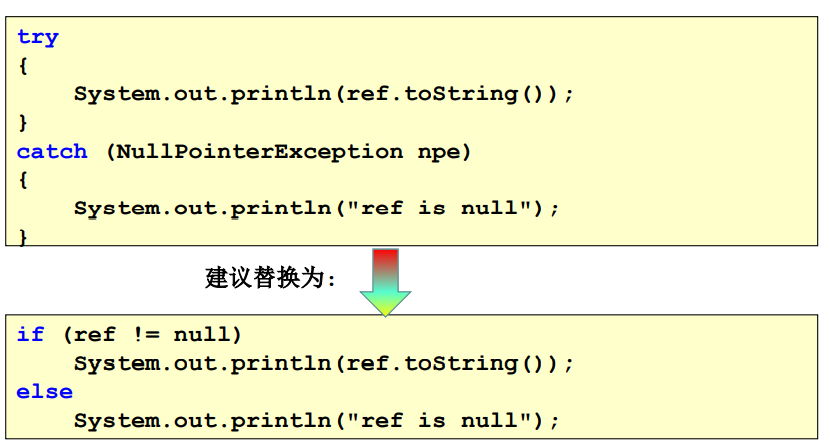 try
{
    System.out.println(ref.toString());
}
catch (NullPointerException npe)
{
    System.out.println("ref is null");
}
建议替换为:
if (ref != null)
    System.out.println(ref.toString());
else
    System.out.println("ref is null");